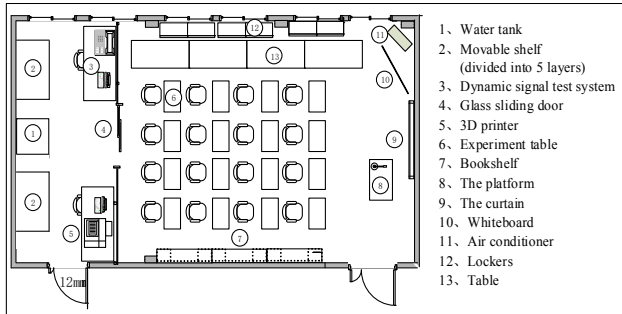 12
11
13
3
2
10
6
4
9
1
8
2
7
5
12mm
1、Water tank
2、Movable shelf
(divided into 5 layers)
3、Dynamic signal test system
4、Glass sliding door
5、3D printer
6、Experiment table
7、Bookshelf
8、The platform
9、The curtain
10、Whiteboard
11、Air conditioner
12、Lockers
13、Table